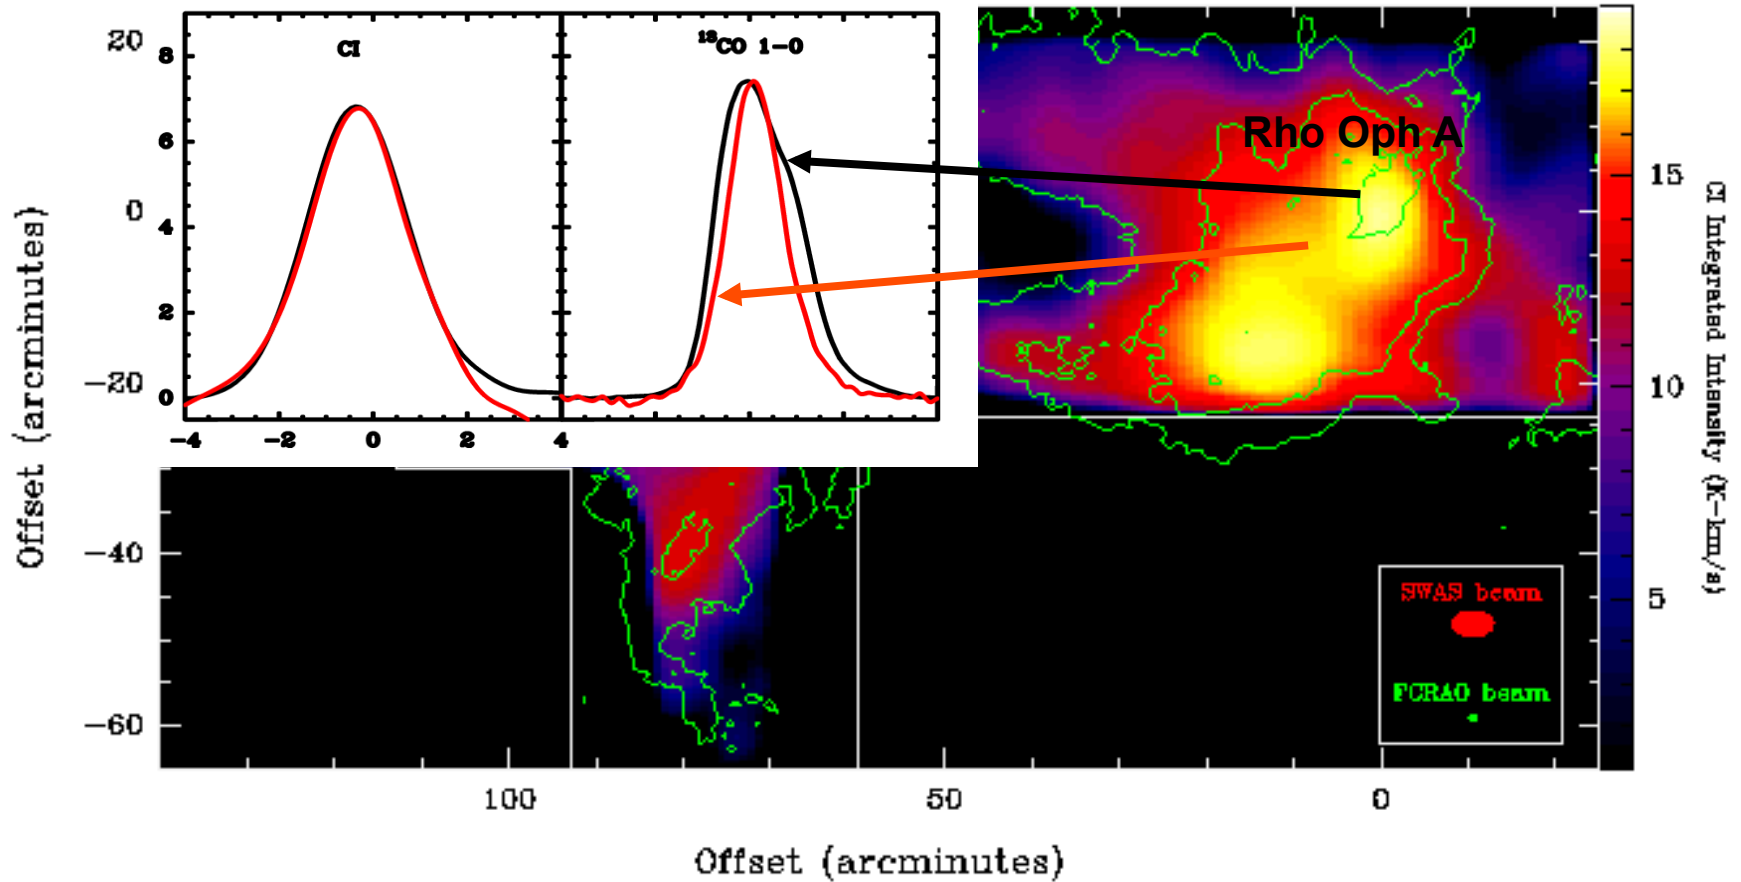 CI
¹³CO 1-0
8
6
4
2
0
-4
-2
0
2
4
20
0
-20
-40
-60
Offset (arcminutes)
100
50
0
Offset (arcminutes)
Rho Oph A
SWAS beam
FCRAO beam
15
10
5
CI Integrated Intensity (K-km/s)